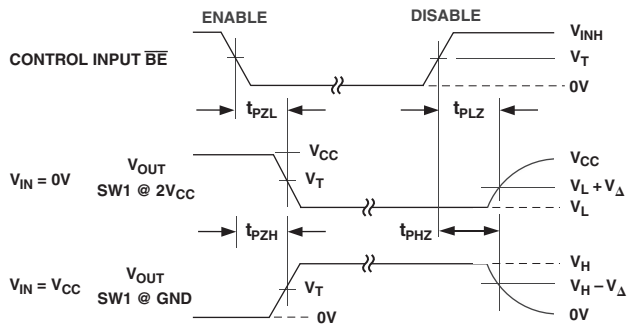 ENABLE
DISABLE
CONTROL INPUT B̅E̅
V_INH
V_T
0V
t_PZL
t_PLZ
V_IN = 0V
V_OUT
SW1 @ 2V_CC
V_CC
V_T
V_CC
V_L + V_Δ
V_L
t_PZH
t_PHZ
V_IN = V_CC
V_OUT
SW1 @ GND
V_T
0V
V_H
V_H – V_Δ
0V